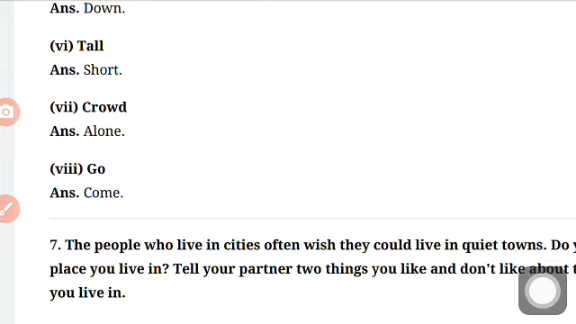 Ans. Down.
(vi) Tall
Ans. Short.
(vii) Crowd
Ans. Alone.
(viii) Go
Ans. Come.
7. The people who live in cities often wish they could live in quiet towns. Do
place you live in? Tell your partner two things you like and don't like about
you live in.